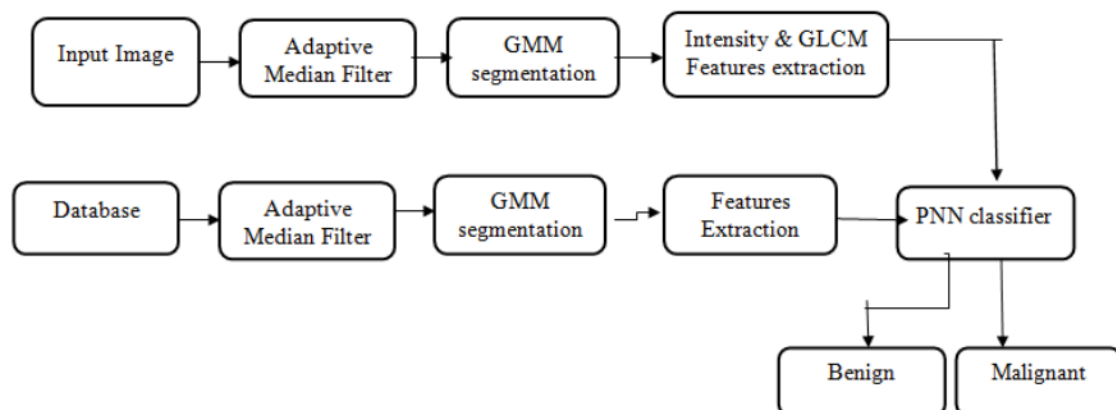 Input Image
Adaptive
Median Filter
GMM
segmentation
Intensity & GLCM
Features extraction
Database
Adaptive
Median Filter
GMM
segmentation
Features
Extraction
PNN classifier
Benign
Malignant